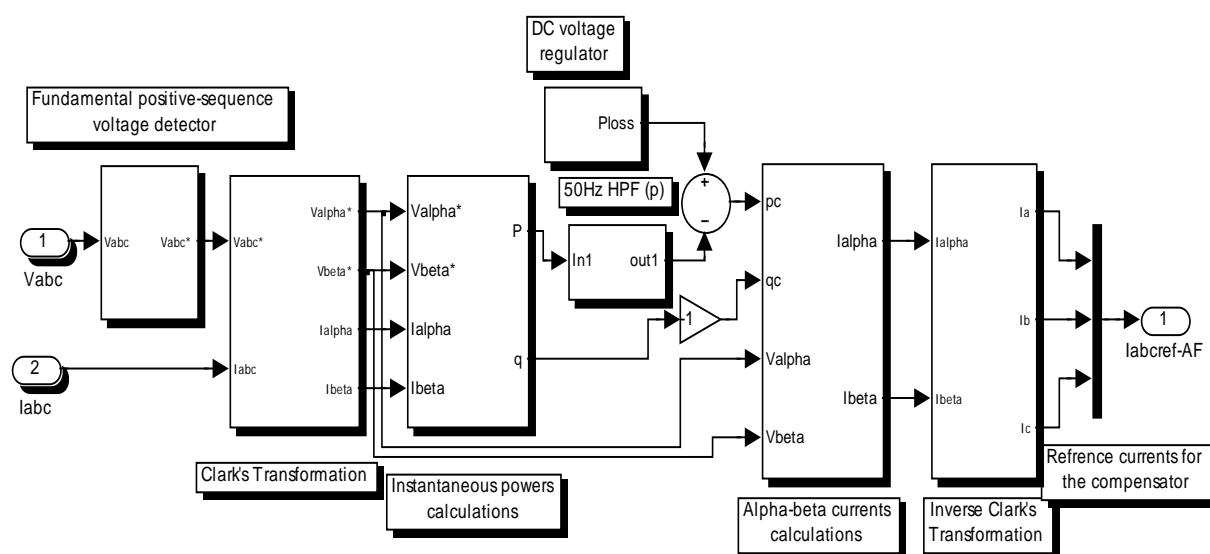 DC voltage
regulator
Fundamental positive-sequence
voltage detector
Ploss
50Hz HPF (p)
+
−
1
Vabc
Vabc
Vabc*
2
Iabc
Vabc*
Iabc
Valpha*
Vbeta*
Ialpha
Ibeta
Clark's Transformation
Valpha*
Vbeta*
Ialpha
Ibeta
P
q
Instantaneous powers
calculations
In1
out1
-1
pc
qc
Valpha
Vbeta
Ialpha
Ibeta
Alpha-beta currents
calculations
Ialpha
Ibeta
Ia
Ib
Ic
Inverse Clark's
Transformation
1
Iabcref-AF
Refrence currents for
the compensator